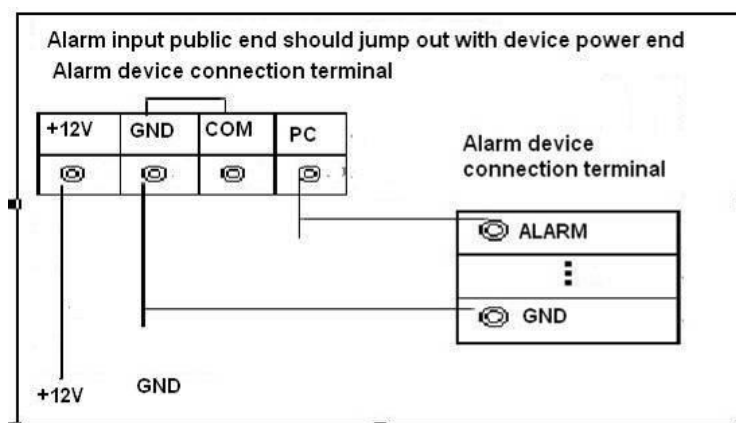 Alarm input public end should jump out with device power end
Alarm device connection terminal
+12V GND COM PC
Alarm device
connection terminal
ALARM
GND
+12V GND